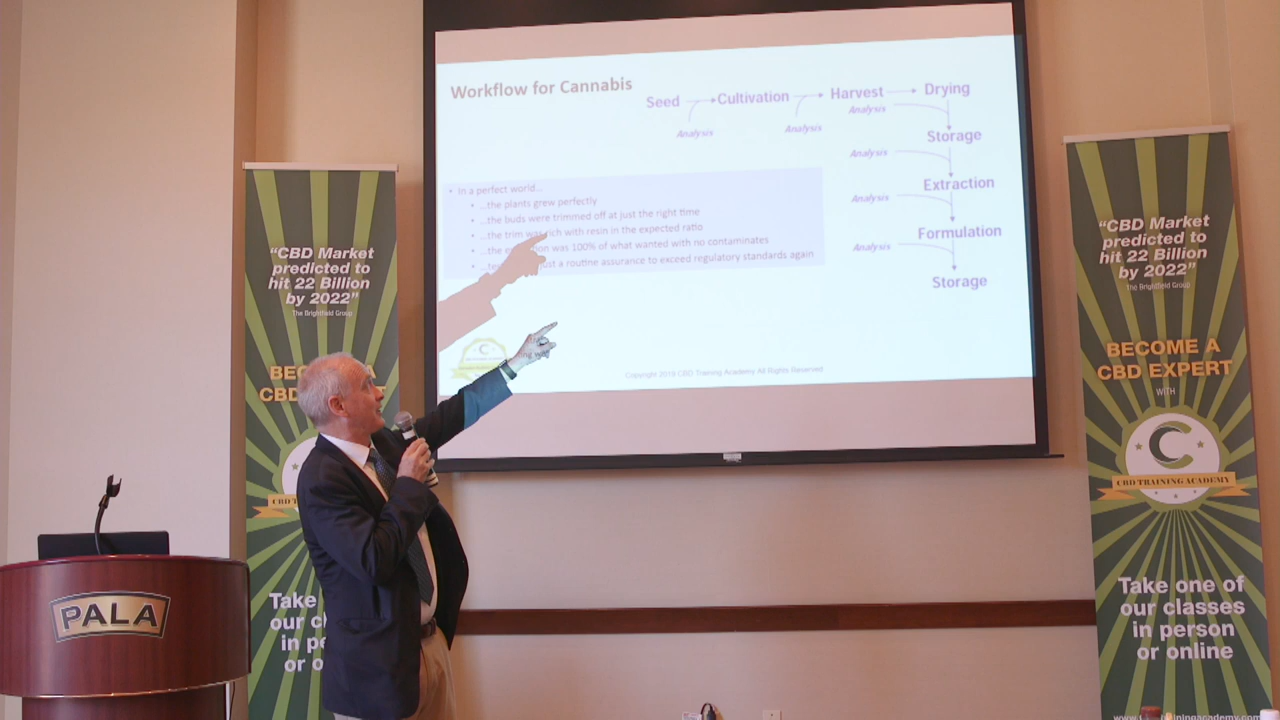 Workflow for Cannabis
Seed
Cultivation
Harvest
Drying
Analysis
Analysis
Analysis
Storage
Analysis
Extraction
Analysis
Formulation
Analysis
Storage
• In a perfect world...
• ...the plants grew perfectly
• ...the buds were trimmed off at just the right time
• ...the trim was rich with resin in the expected ratio
• ...the was 100% of what wanted with no contaminates
• just a routine assurance to exceed regulatory standards again
Copyright 2019 CBD Training Academy All Rights Reserved
“CBD Market
predicted to
hit 22 Billion
by 2022”
The Brightfield Group
CBD
Take
our
in
PALA
“CBD Market
predicted to
hit 22 Billion
by 2022”
The Brightfield Group
BECOME A
CBD EXPERT
WITH
C
CBD TRAINING ACADEMY
Take one of
our classes
in person
or online